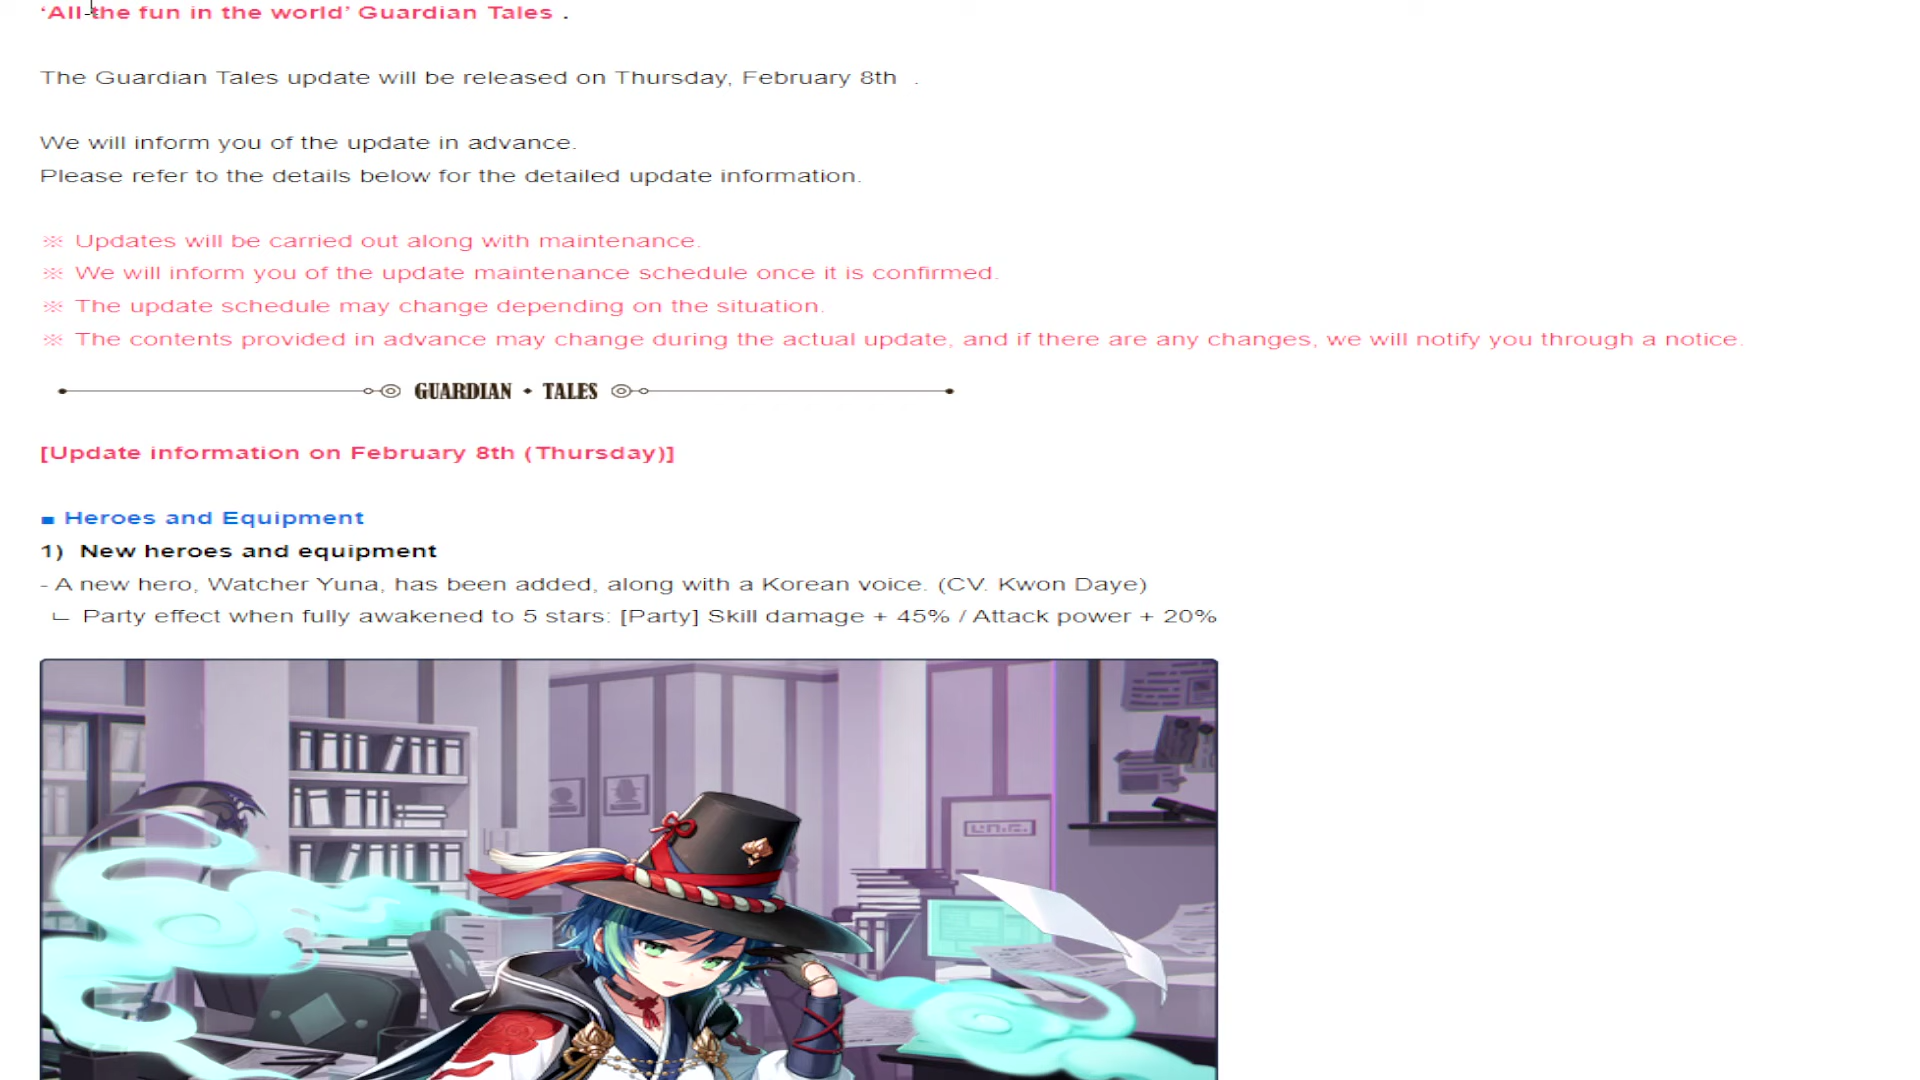 ‘All the fun in the world’ Guardian Tales .
The Guardian Tales update will be released on Thursday, February 8th .
We will inform you of the update in advance.
Please refer to the details below for the detailed update information.
※ Updates will be carried out along with maintenance.
※ We will inform you of the update maintenance schedule once it is confirmed.
※ The update schedule may change depending on the situation.
※ The contents provided in advance may change during the actual update, and if there are any changes, we will notify you through a notice.
GUARDIAN • TALES
[Update information on February 8th (Thursday)]
■ Heroes and Equipment
1) New heroes and equipment
- A new hero, Watcher Yuna, has been added, along with a Korean voice. (CV. Kwon Daye)
ㄴ Party effect when fully awakened to 5 stars: [Party] Skill damage + 45% / Attack power + 20%